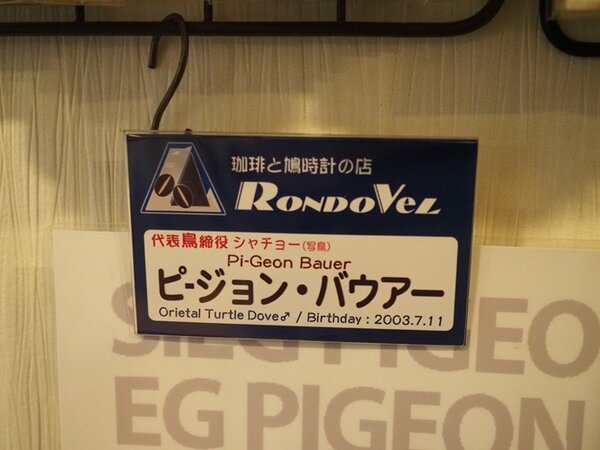 珈琲と鳩時計の店
RONDOVEL
代表鳥締役 シャチョー(写鳥)
Pi-Geon Bauer
ピージョン・バウアー
Orietal Turtle Dove♂ / Birthday : 2003.7.11
EG PIGEON